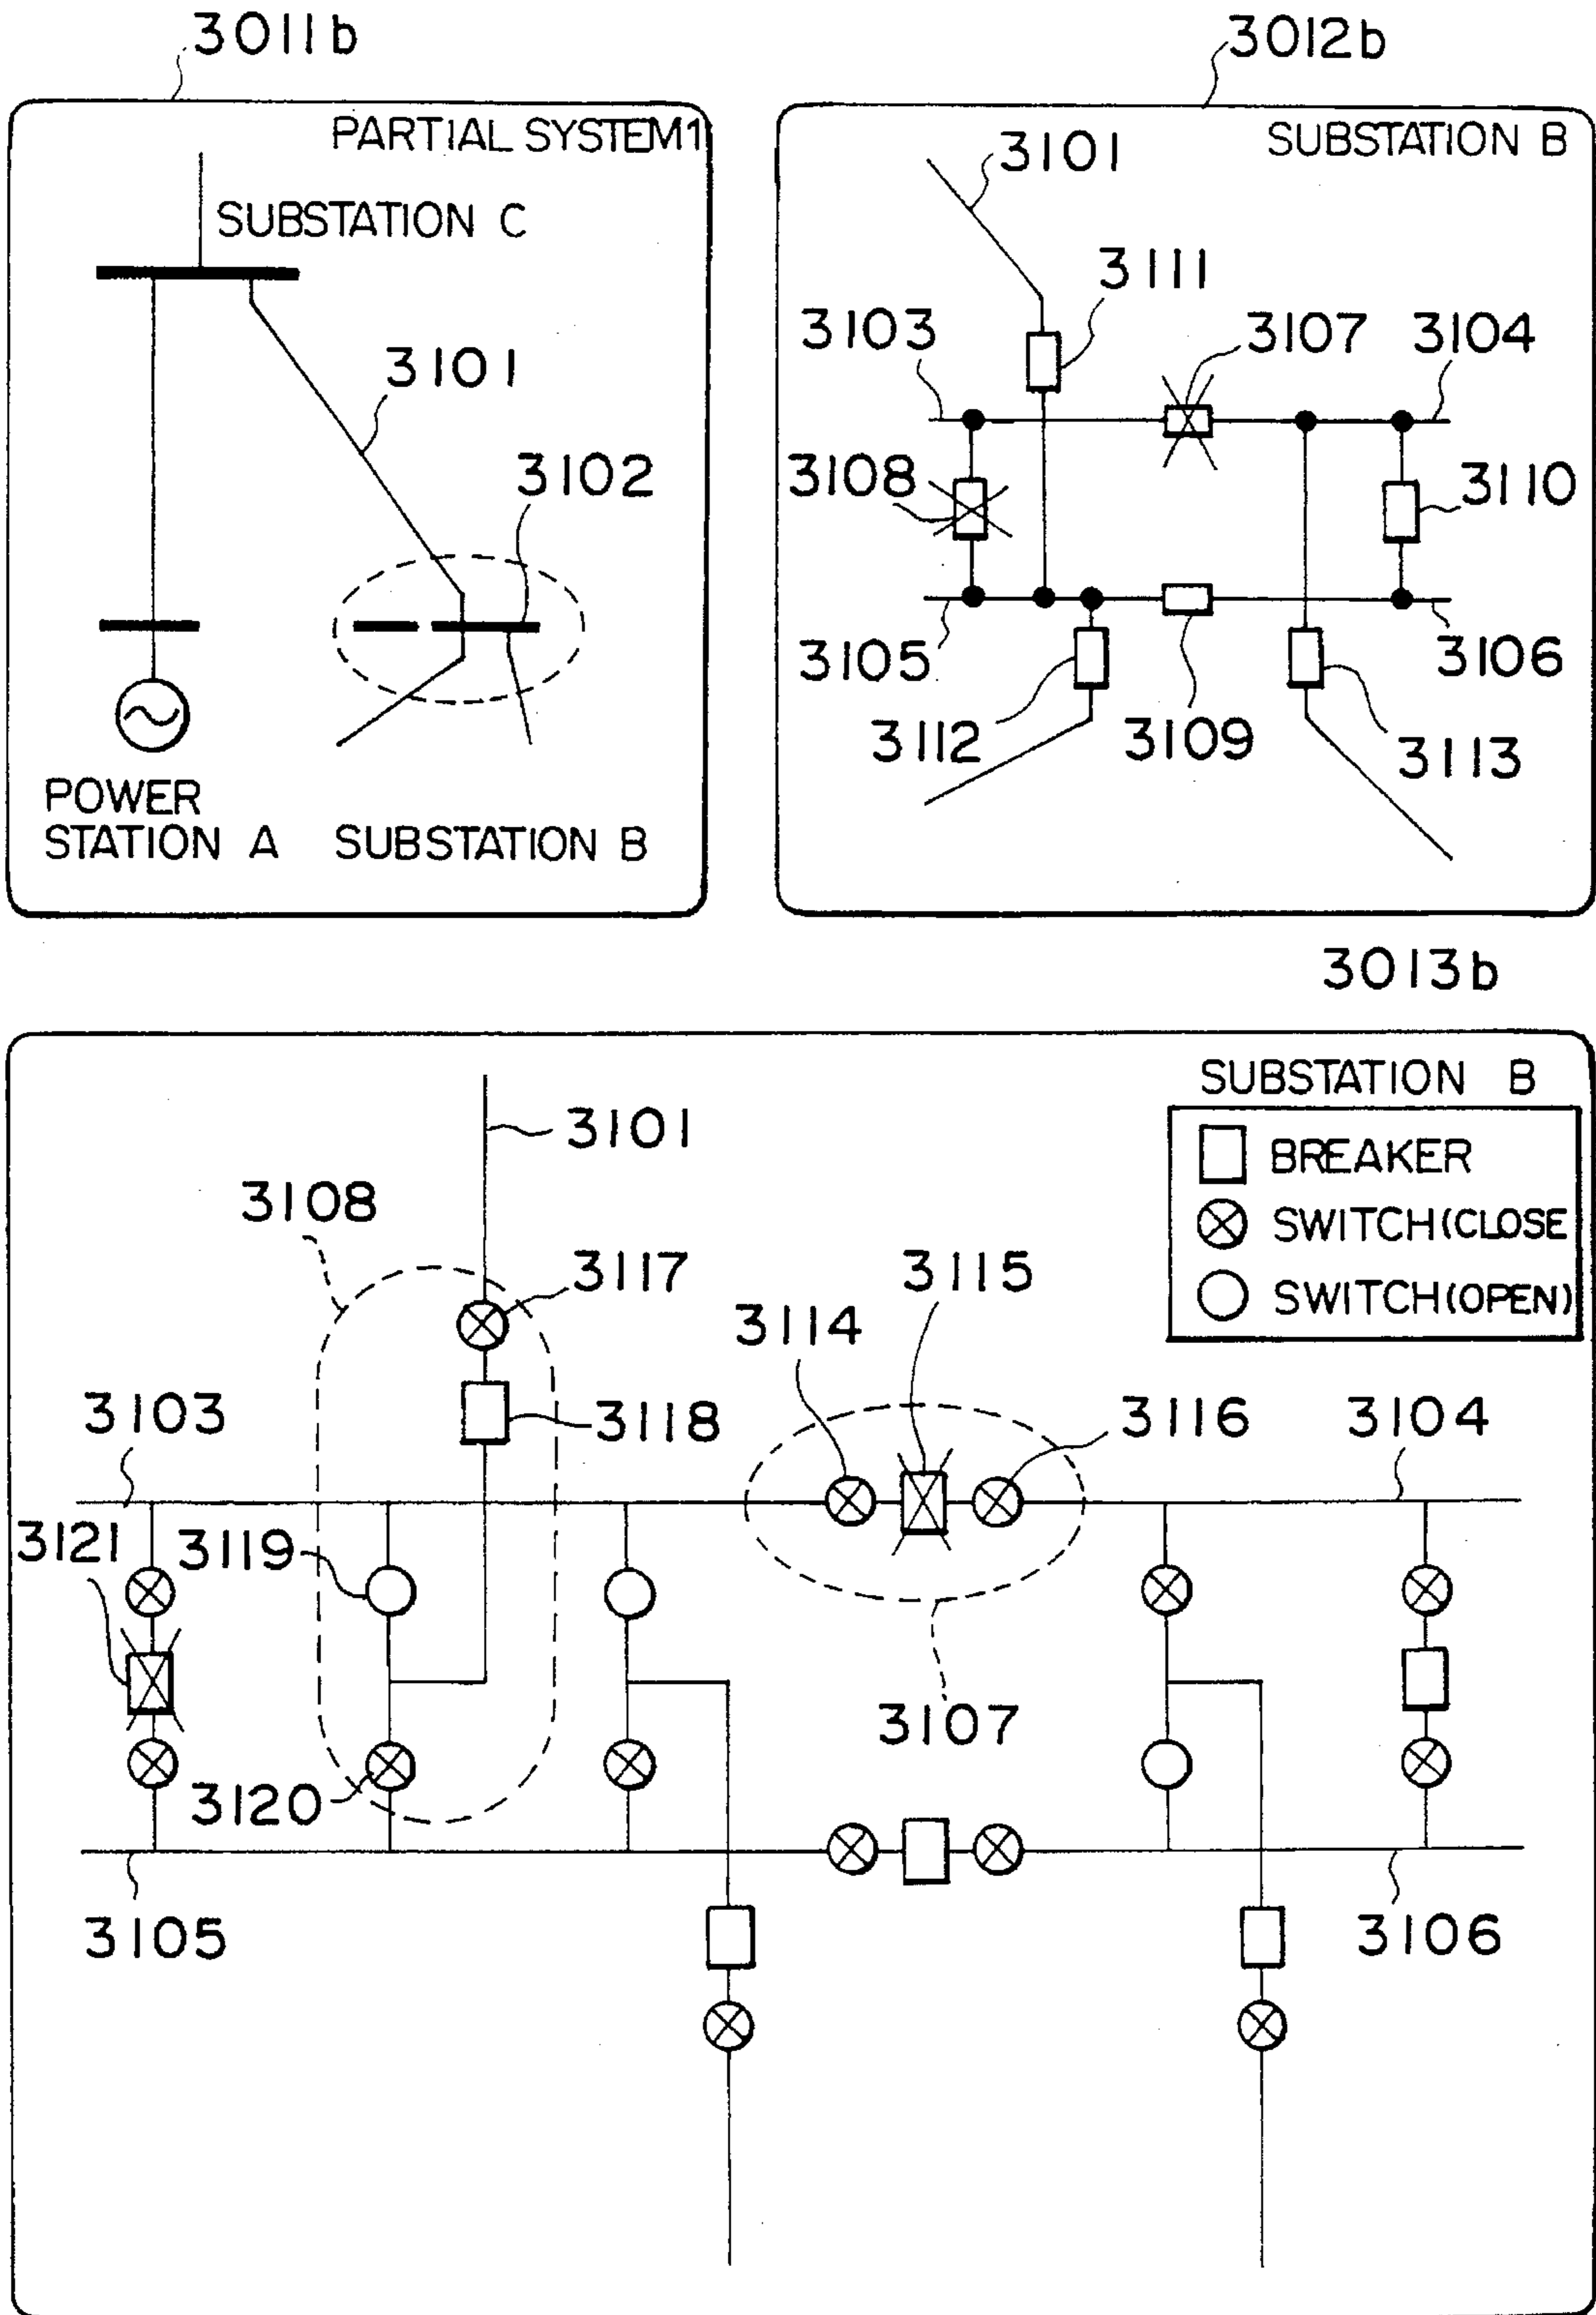 3011b
PARTIAL SYSTEM1
SUBSTATION C
3101
3102
POWER
STATION A
SUBSTATION B
3012b
SUBSTATION B
3101
3111
3103
3107
3104
3108
3110
3105
3106
3112
3109
3113
3013b
SUBSTATION B
BREAKER
SWITCH(CLOSE
SWITCH(OPEN)
3101
3108
3117
3114
3115
3103
3118
3116
3104
3121
3119
3107
3120
3105
3106